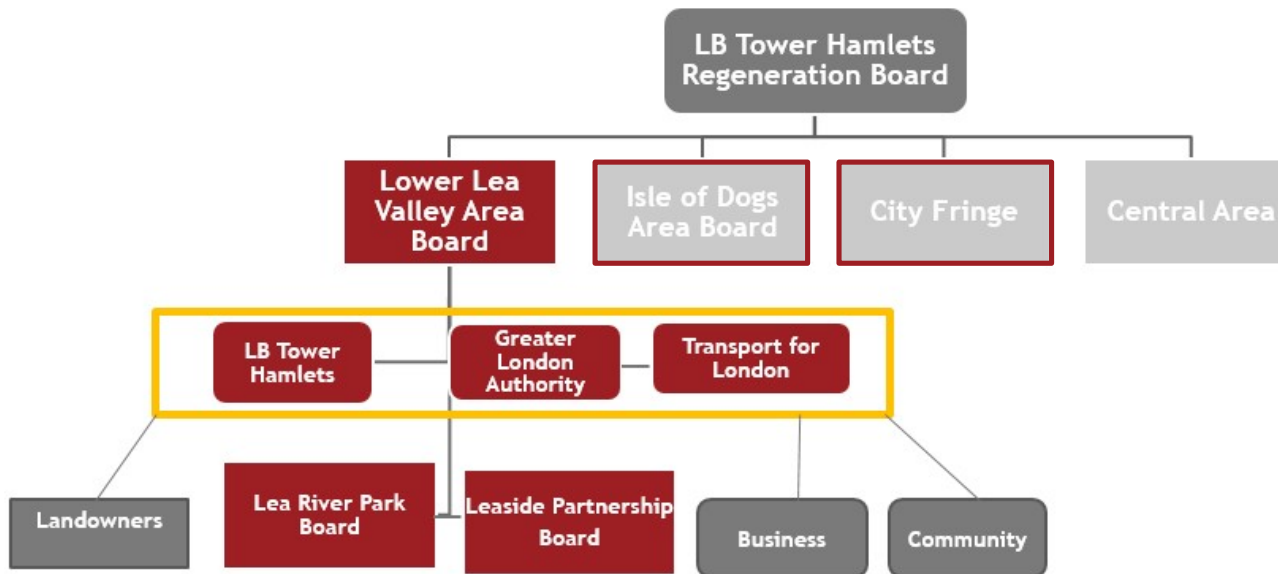 LB Tower Hamlets
Regeneration Board
Lower Lea
Valley Area
Board
Isle of Dogs
Area Board
City Fringe
Central Area
LB Tower
Hamlets
Greater
London
Authority
Transport for
London
Landowners
Lea River Park
Board
Leaside Partnership
Board
Business
Community